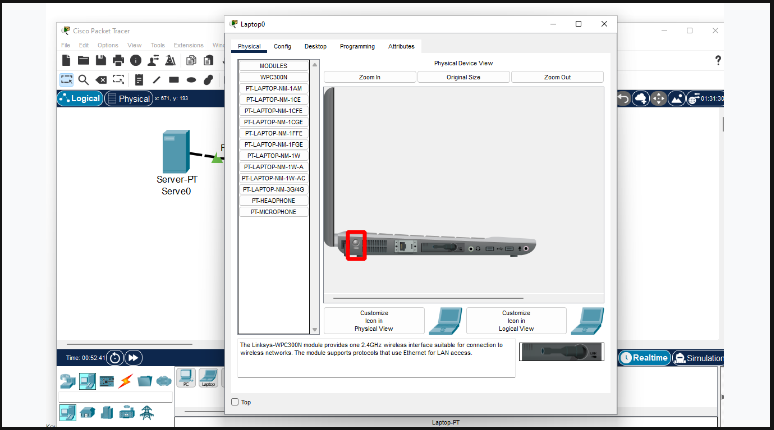 Cisco Packet Tracer
File Edit Options View Tools Extensions
Logical
Physical x: 671, y: 163
01:31:30
Server-PT
Serve0
Laptop0
Physical Config Desktop Programming Attributes
MODULES
WPC300N
PT-LAPTOP-NM-1AM
PT-LAPTOP-NM-1CE
PT-LAPTOP-NM-1CFE
PT-LAPTOP-NM-1CGE
PT-LAPTOP-NM-1FFE
PT-LAPTOP-NM-1FGE
PT-LAPTOP-NM-1W
PT-LAPTOP-NM-1W-A
PT-LAPTOP-NM-1W-AC
PT-LAPTOP-NM-3G/4G
PT-HEADPHONE
PT-MICROPHONE
Physical Device View
Zoom In Original Size Zoom Out
Customize
Icon in
Physical View
Customize
Icon in
Logical View
The Linksys-WPC300N module provides one 2.4GHz wireless interface suitable for connection to
wireless networks. The module supports protocols that use Ethernet for LAN access.
Top
Time: 09:52:41
Realtime
Simulation
PC
Laptop
Laptop-PT